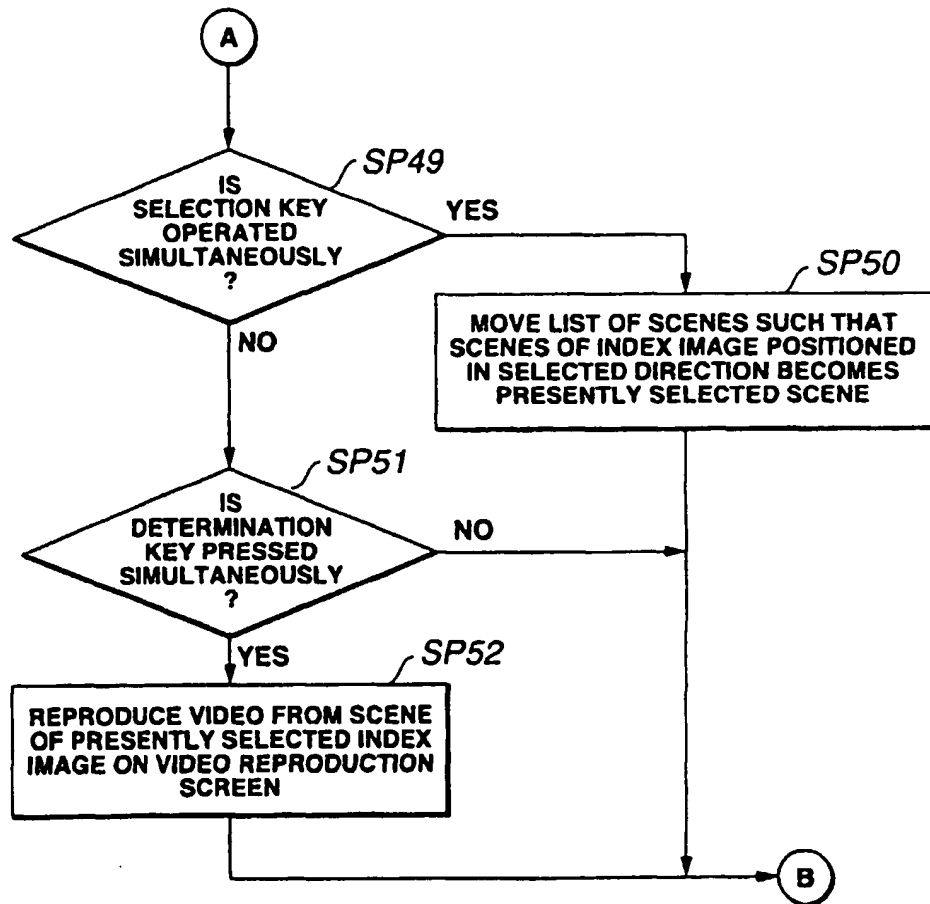 A
SP49
IS
SELECTION KEY
OPERATED
SIMULTANEOUSLY
?
YES
NO
SP50
MOVE LIST OF SCENES SUCH THAT
SCENES OF INDEX IMAGE POSITIONED
IN SELECTED DIRECTION BECOMES
PRESENTLY SELECTED SCENE
SP51
IS
DETERMINATION
KEY PRESSED
SIMULTANEOUSLY
?
NO
YES
SP52
REPRODUCE VIDEO FROM SCENE
OF PRESENTLY SELECTED INDEX
IMAGE ON VIDEO REPRODUCTION
SCREEN
B